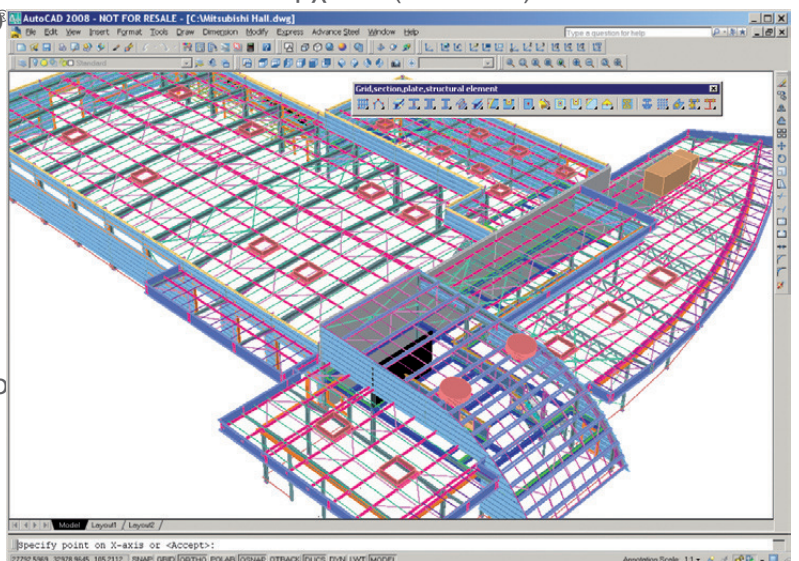 AutoCAD 2008 - NOT FOR RESALE - [C:\Mitsubishi Hall.dwg]
File Edit View Insert Format Tools Draw Dimension Modify Express Advance Steel Window Help Type a question for help
Standard
Grid,section,plate,structural element
Model Layout1 Layout2
Specify point on X-axis or <Accept>:
SNAP GRID ORTHO POLAR OSNAP OTRACK DUCS DYN LWT MODEL Annotation Scale 1:1